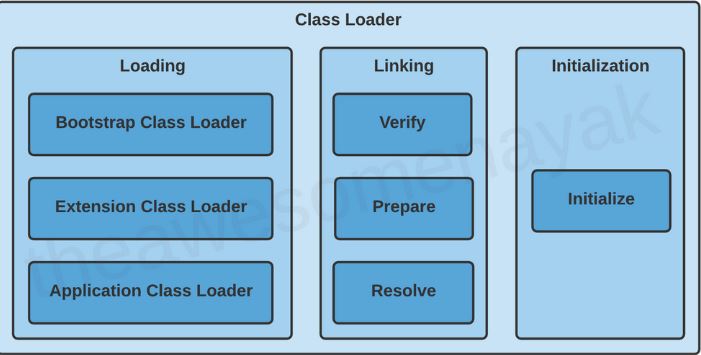 Class Loader
Loading
Bootstrap Class Loader
Extension Class Loader
Application Class Loader
Linking
Verify
Prepare
Resolve
Initialization
Initialize
theawesomenayak